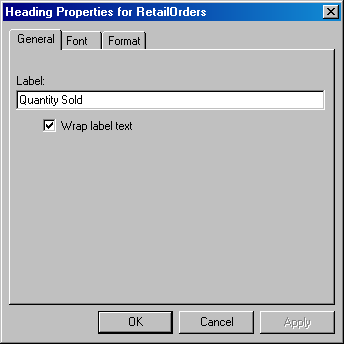 Heading Properties for RetailOrders
General Font Format
Label:
Quantity Sold
Wrap label text
OK Cancel Apply